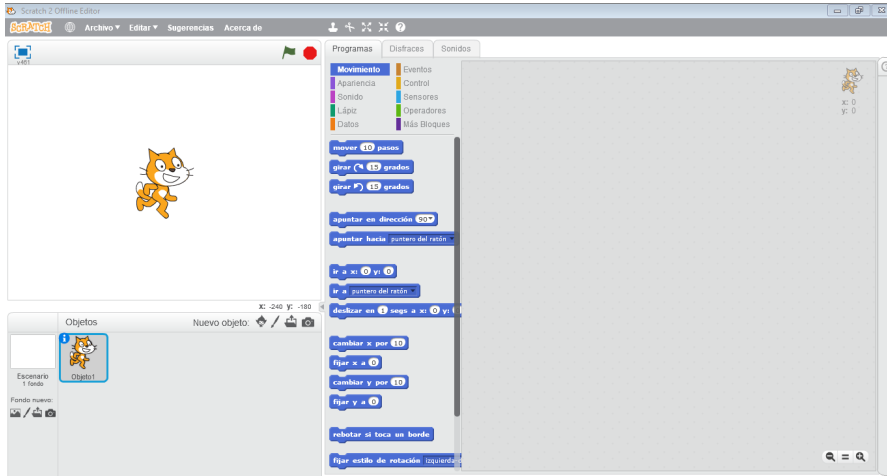 Scratch 2 Offline Editor
SCRATCH Archivo Editar Sugerencias Acerca de
v461
Programas Disfraces Sonidos
Movimiento Eventos
Apariencia Control
Sonido Sensores
Lápiz Operadores
Datos Más Bloques
x: 0
y: 0
mover 10 pasos
girar 15 grados
girar 15 grados
apuntar en dirección 90
apuntar hacia puntero del ratón
ir a x: 0 y: 0
ir a puntero del ratón
deslizar en 1 segs a x: 0 y:
cambiar x por 10
fijar x a 0
cambiar y por 10
fijar y a 0
rebotar si toca un borde
fijar estilo de rotación izquierda-
X: -240 y: -180
Objetos Nuevo objeto:
Escenario
1 fondo
Objeto1
Fondo nuevo: